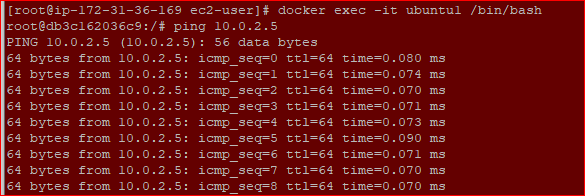 [root@ip-172-31-36-169 ec2-user]# docker exec -it ubuntu1 /bin/bash
root@db3c162036c9:/# ping 10.0.2.5
PING 10.0.2.5 (10.0.2.5): 56 data bytes
64 bytes from 10.0.2.5: icmp_seq=0 ttl=64 time=0.080 ms
64 bytes from 10.0.2.5: icmp_seq=1 ttl=64 time=0.074 ms
64 bytes from 10.0.2.5: icmp_seq=2 ttl=64 time=0.070 ms
64 bytes from 10.0.2.5: icmp_seq=3 ttl=64 time=0.071 ms
64 bytes from 10.0.2.5: icmp_seq=4 ttl=64 time=0.073 ms
64 bytes from 10.0.2.5: icmp_seq=5 ttl=64 time=0.090 ms
64 bytes from 10.0.2.5: icmp_seq=6 ttl=64 time=0.071 ms
64 bytes from 10.0.2.5: icmp_seq=7 ttl=64 time=0.070 ms
64 bytes from 10.0.2.5: icmp_seq=8 ttl=64 time=0.070 ms